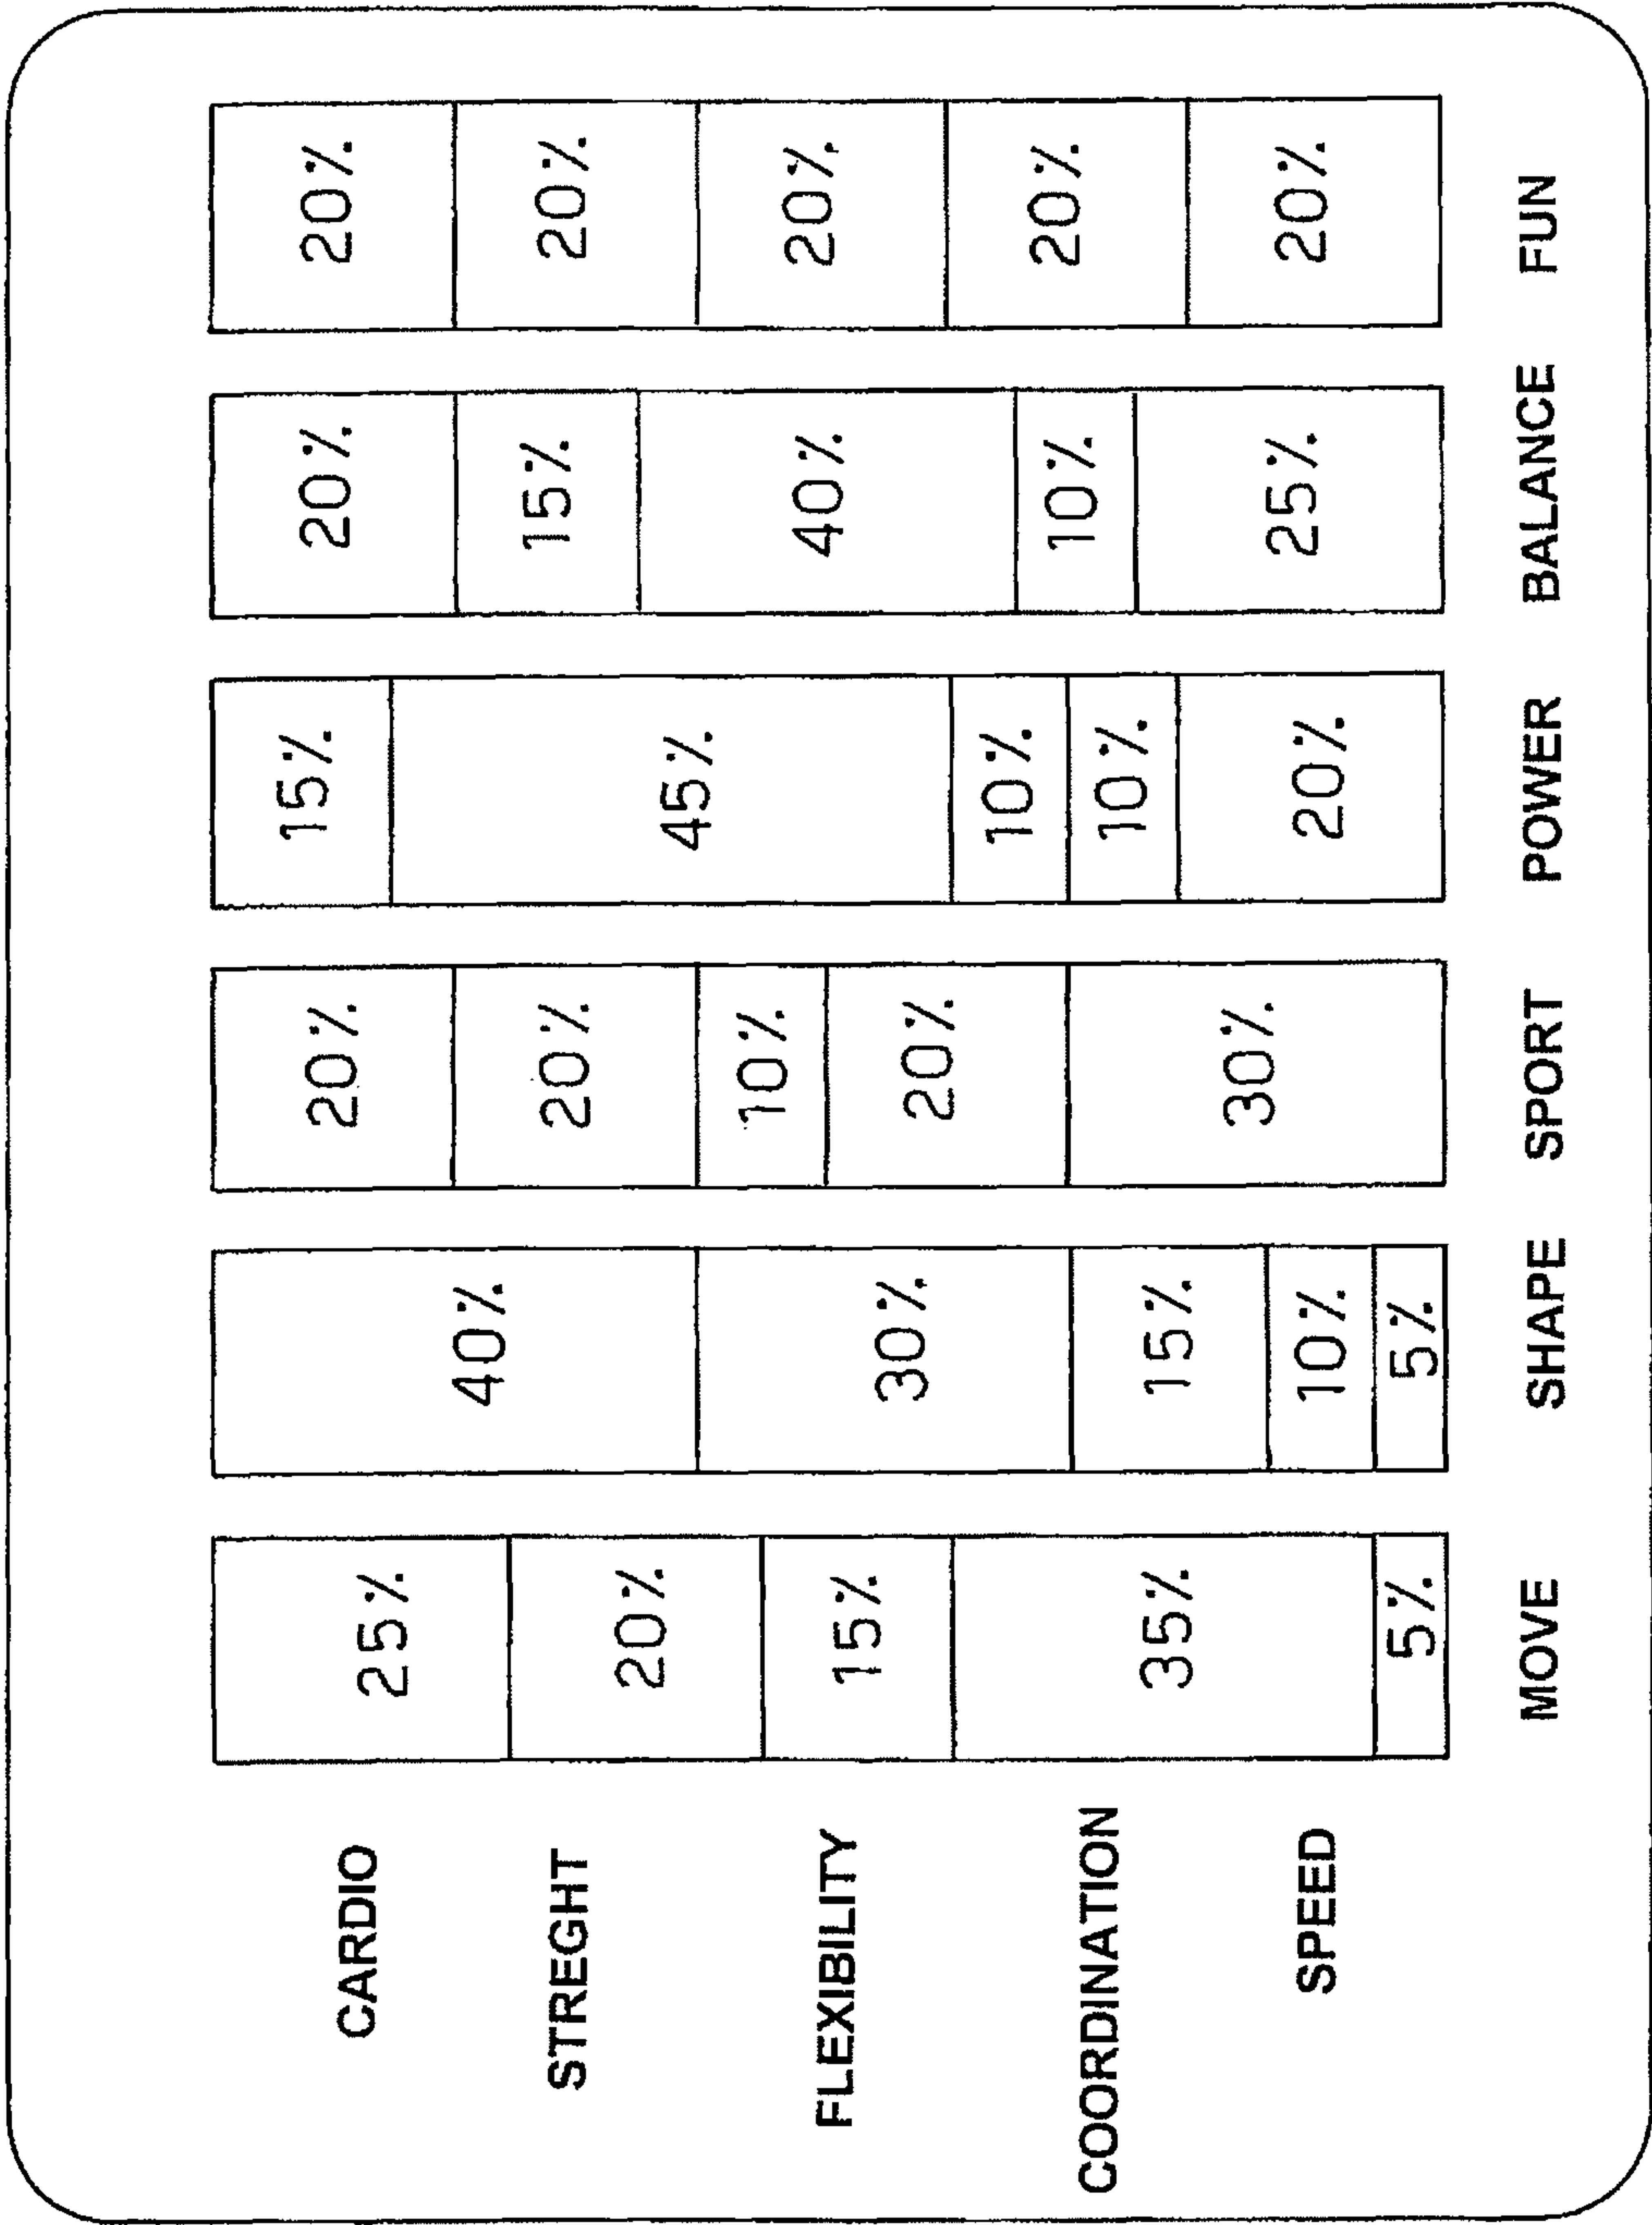 CARDIO 25% 40% 20% 15% 20% 20%
STREGHT 20% 30% 20% 45% 15% 20%
FLEXIBILITY 15% 15% 10% 10% 40% 20%
COORDINATION 35% 10% 20% 10% 10% 20%
SPEED 5% 5% 30% 20% 25% 20%
MOVE SHAPE SPORT POWER BALANCE FUN